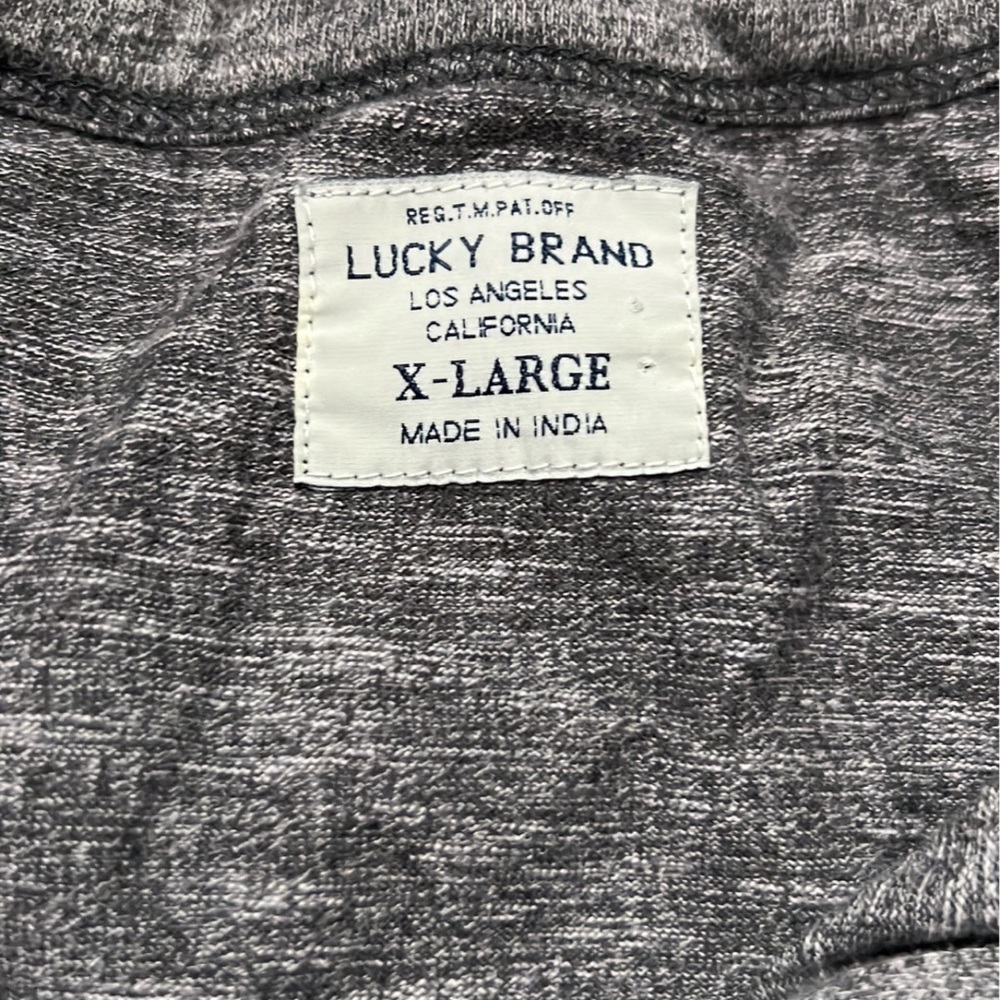 REG.T.M.PAT.OFF
LUCKY BRAND
LOS ANGELES
CALIFORNIA
X-LARGE
MADE IN INDIA